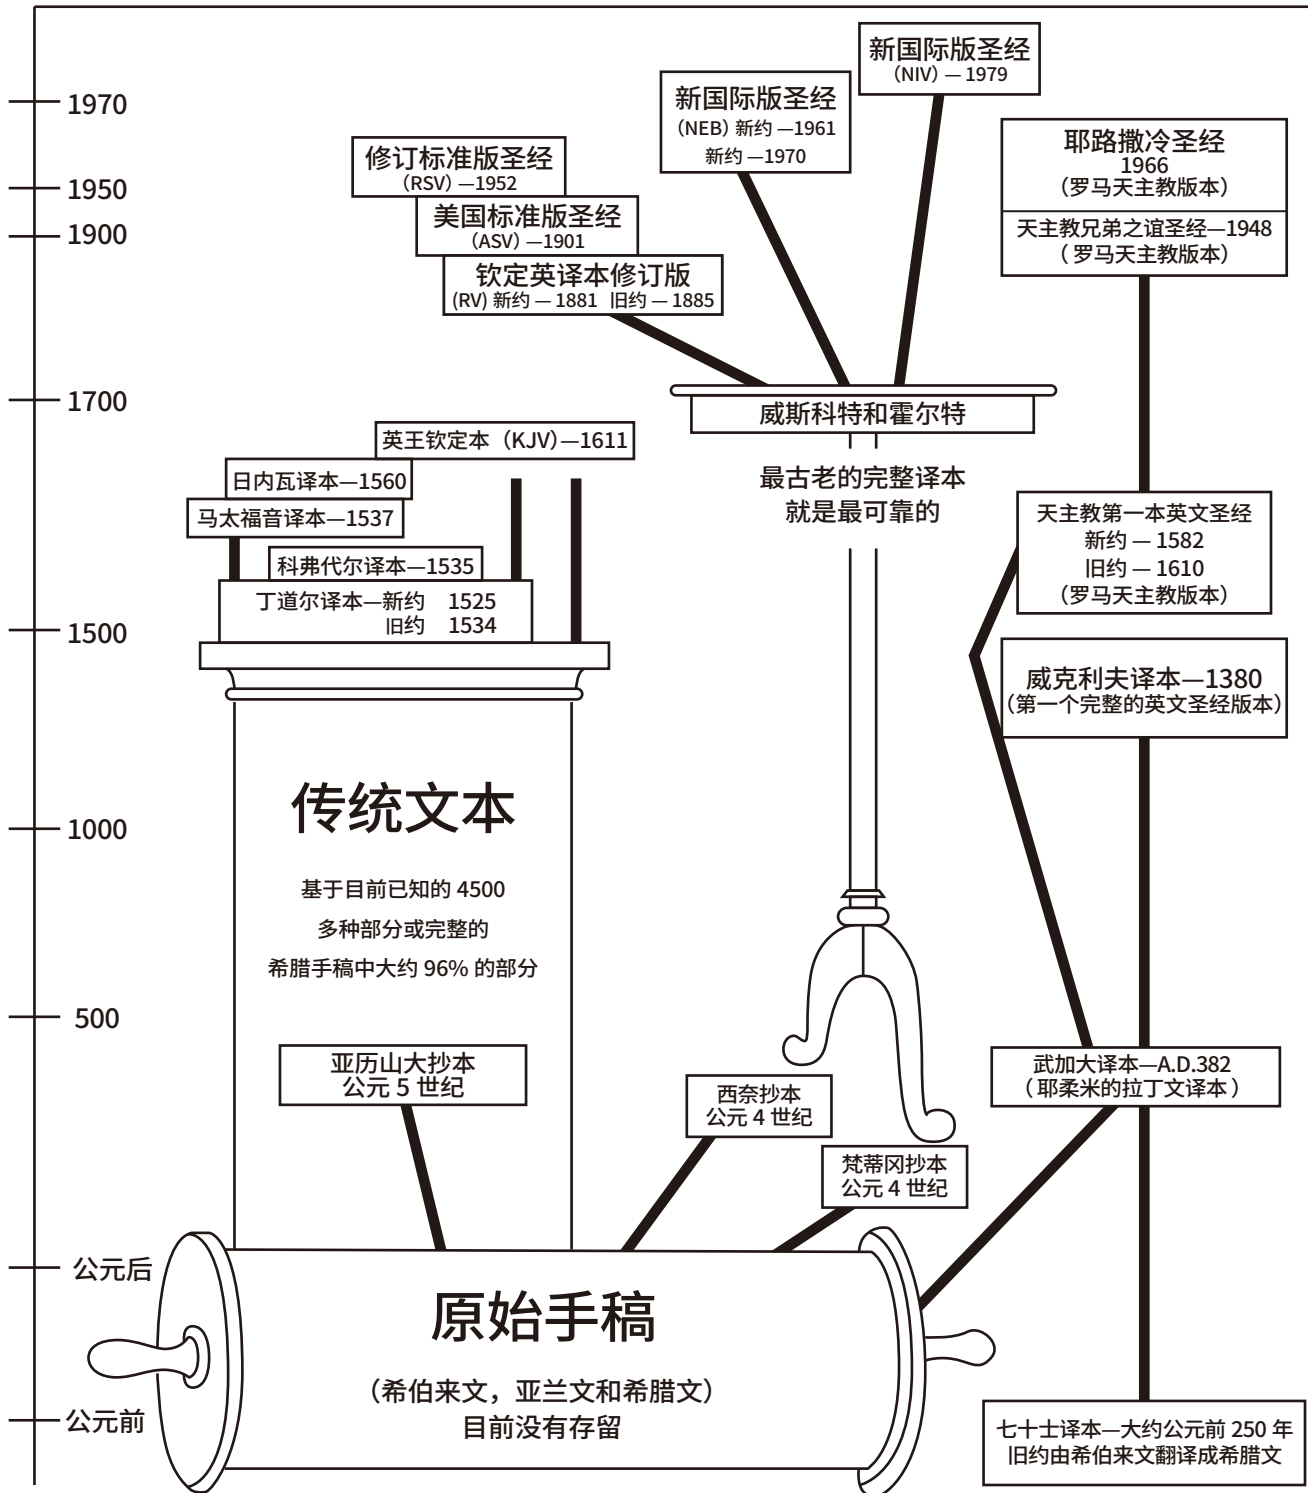 新国际版圣经
（NIV）— 1979
新国际版圣经
（NEB）新约 —1961
新约 —1970
1970
修订标准版圣经
（RSV）—1952
耶路撒冷圣经
1966
（罗马天主教版本）
1950
美国标准版圣经
（ASV）—1901
天主教兄弟之谊圣经—1948
（ 罗马天主教版本）
1900
钦定英译本修订版
(RV) 新约 — 1881 旧约 — 1885
1700
威斯科特和霍尔特
英王钦定本（KJV）—1611
最古老的完整译本
就是最可靠的
日内瓦译本—1560
马太福音译本—1537
天主教第一本英文圣经
新约 — 1582
旧约 — 1610
（罗马天主教版本）
科弗代尔译本—1535
丁道尔译本—新约 1525
旧约 1534
1500
威克利夫译本—1380
（第一个完整的英文圣经版本）
传统文本
1000
基于目前已知的 4500
多种部分或完整的
希腊手稿中大约 96% 的部分
500
亚历山大抄本
公元 5 世纪
武加大译本—A.D.382
（ 耶柔米的拉丁文译本 ）
西奈抄本
公元 4 世纪
梵蒂冈抄本
公元 4 世纪
公元后
原始手稿
（希伯来文，亚兰文和希腊文）
目前没有存留
公元前
七十士译本—大约公元前 250 年
旧约由希伯来文翻译成希腊文